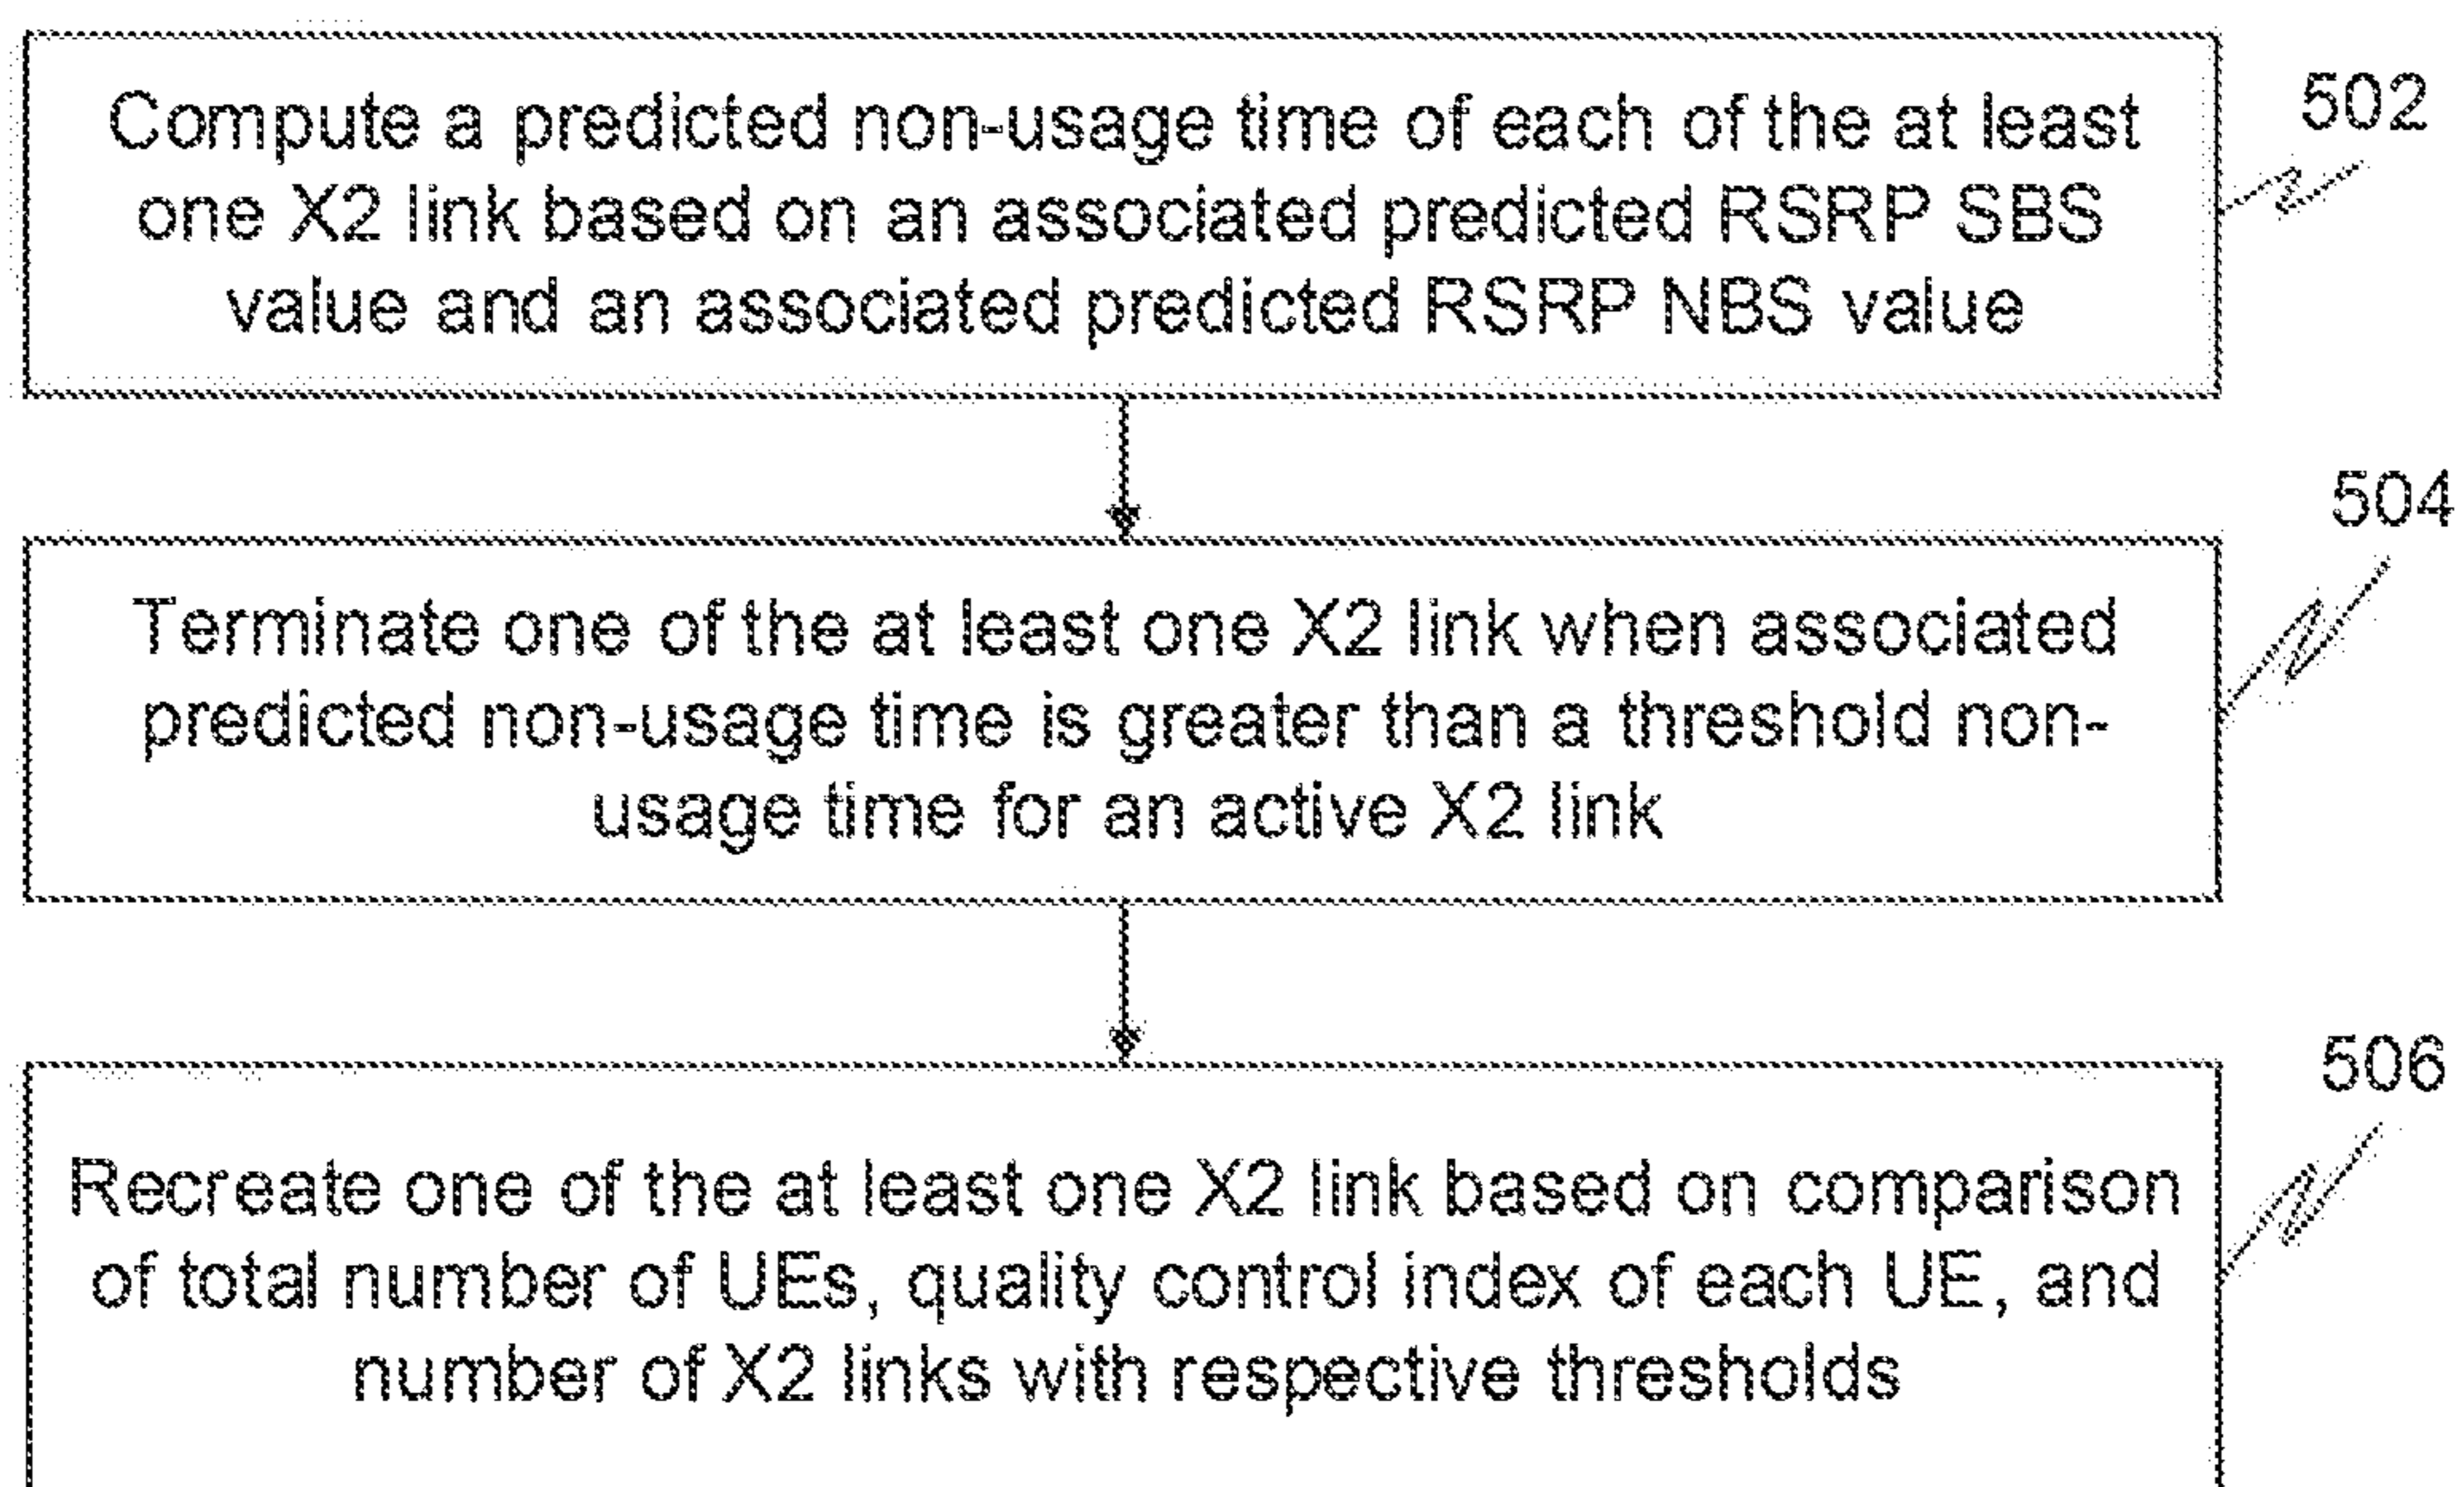 Compute a predicted non-usage time of each of the at least
one X2 link based on an associated predicted RSRP SBS
value and an associated predicted RSRP NBS value
502
Terminate one of the at least one X2 link when associated
predicted non-usage time is greater than a threshold non-
usage time for an active X2 link
504
Recreate one of the at least one X2 link based on comparison
of total number of UEs, quality control index of each UE, and
number of X2 links with respective thresholds
506